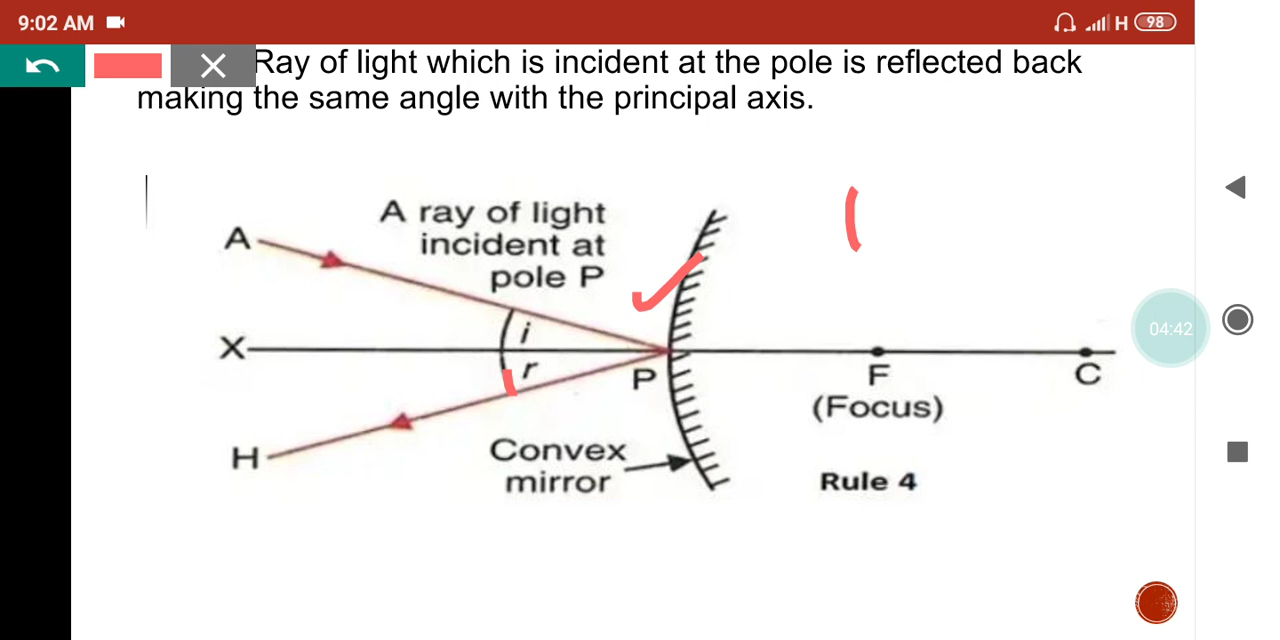 9:02 AM
H 98
Ray of light which is incident at the pole is reflected back
making the same angle with the principal axis.
A ray of light
incident at
pole P
A
i
X
r
P
F
C
(Focus)
H
Convex
mirror
Rule 4
04:42